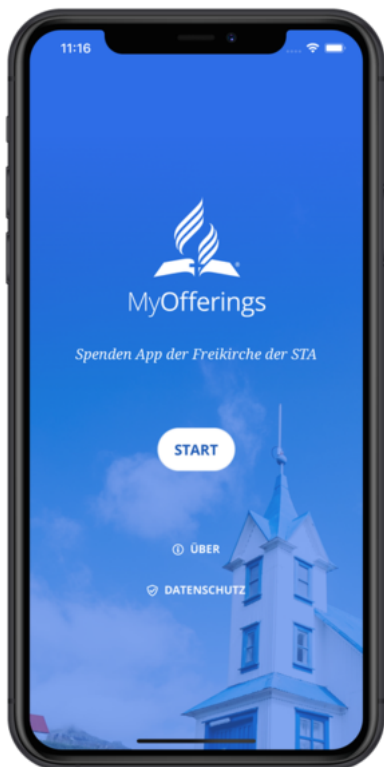 11:16
MyOfferings
Spenden App der Freikirche der STA
START
ÜBER
DATENSCHUTZ